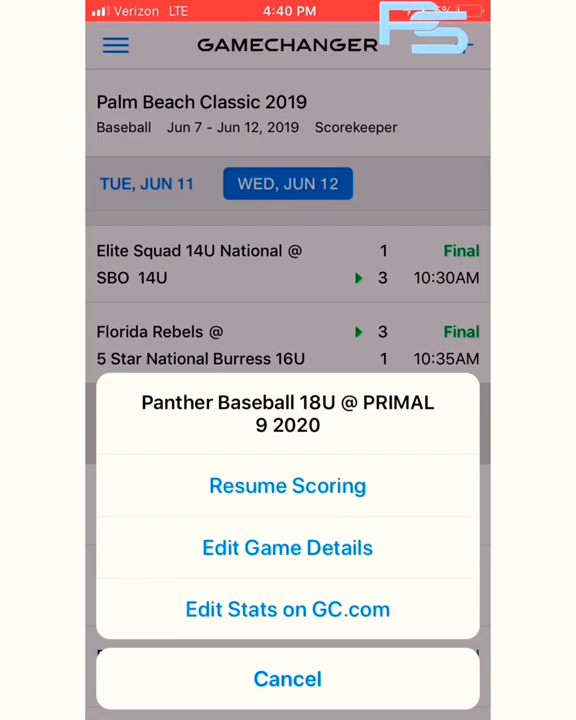 Verizon LTE 4:40 PM
PS
GAMECHANGER
Palm Beach Classic 2019
Baseball Jun 7 - Jun 12, 2019 Scorekeeper
TUE, JUN 11 WED, JUN 12
Elite Squad 14U National @ 1 Final
SBO 14U 3 10:30AM
Florida Rebels @ 3 Final
5 Star National Burress 16U 1 10:35AM
Panther Baseball 18U @ PRIMAL
9 2020
Resume Scoring
Edit Game Details
Edit Stats on GC.com
Cancel